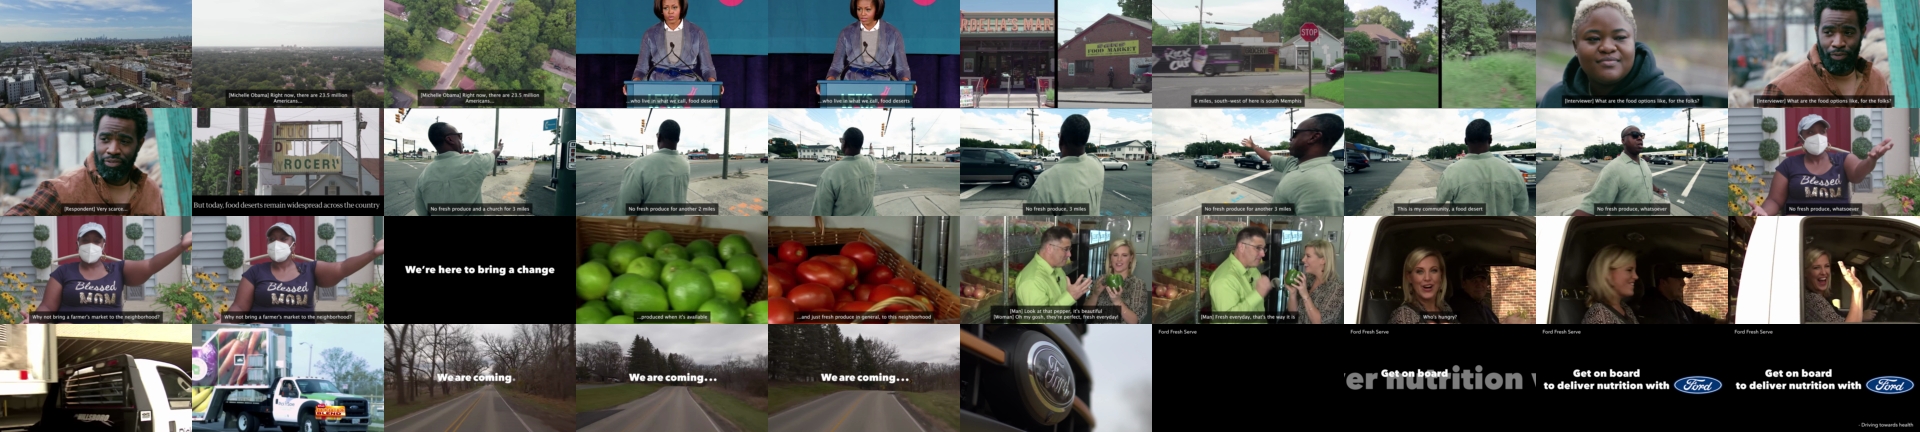 [Michelle Obama] Right now, there are 23.5 million
Americans...
[Michelle Obama] Right now, there are 23.5 million
Americans...
...who live in what we call, food deserts
...who live in what we call, food deserts
FOOD MARKET
STOP
6 miles, south-west of here is south Memphis
[Interviewer] What are the food options like, for the folks?
[Interviewer] What are the food options like, for the folks?
[Respondent] Very scarce...
GROCERY
But today, food deserts remain widespread across the country
No fresh produce and a church for 3 miles
No fresh produce for another 2 miles
No fresh produce, 3 miles
No fresh produce for another 3 miles
This is my community, a food desert
No fresh produce, whatsoever
Blessed
MOM
No fresh produce, whatsoever
Blessed
MOM
Why not bring a farmer's market to the neighborhood?
Blessed
MOM
Why not bring a farmer's market to the neighborhood?
We're here to bring a change
...produced when it's available
...and just fresh produce in general, to this neighborhood
[Man] Look at that pepper, it's beautiful
[Woman] Oh my gosh, they're perfect, fresh everyday!
[Man] Fresh everyday, that's the way it is
Who's hungry?
We are coming.
We are coming...
We are coming...
Ford
Ford Fresh Serve
Ford Fresh Serve
Get on board
er nutrition
Ford Fresh Serve
Get on board
to deliver nutrition with Ford
Ford Fresh Serve
Get on board
to deliver nutrition with Ford
- Driving towards health